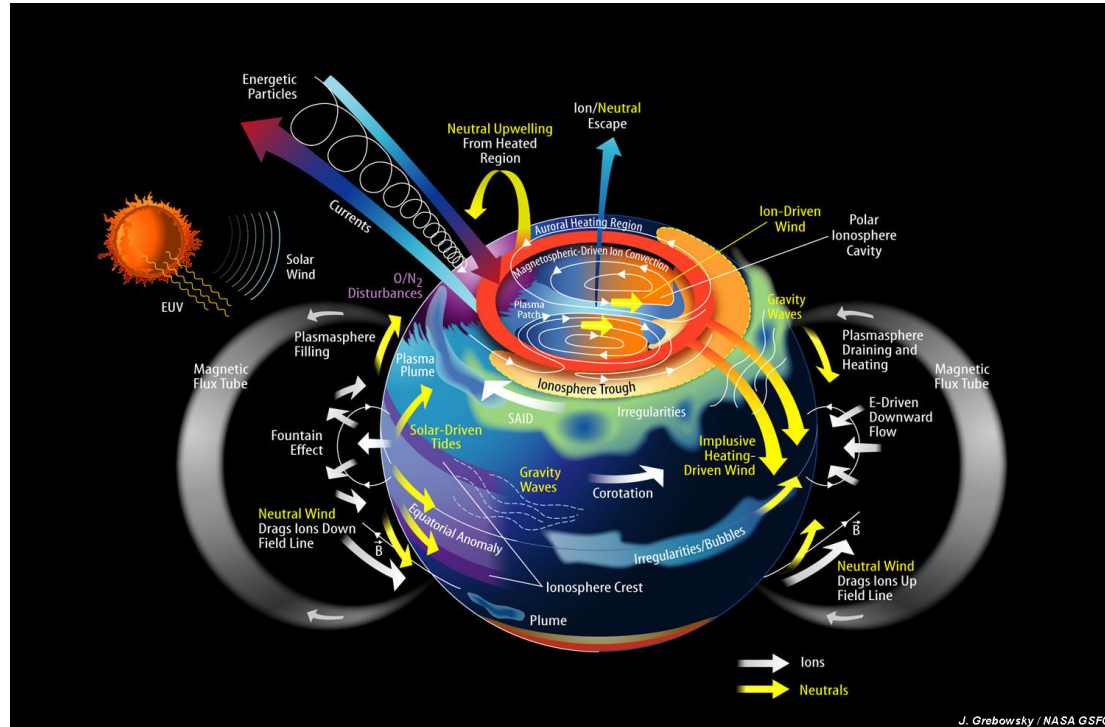 Energetic
Particles
Ion/Neutral
Escape
Neutral Upwelling
From Heated
Region
Currents
Solar
Wind
EUV
O/N2
Disturbances
Auroral Heating Region
Magnetospheric-Driven Ion Convection
Ion-Driven
Wind
Polar
Ionosphere
Cavity
Plasma
Patch
Gravity
Waves
Plasmasphere
Filling
Plasma
Plume
Ionosphere Trough
Plasmasphere
Draining and
Heating
Magnetic
Flux Tube
Magnetic
Flux Tube
SAID
Irregularities
E-Driven
Downward
Flow
Fountain
Effect
Solar-Driven
Tides
Implusive
Heating-
Driven Wind
Gravity
Waves
Corotation
Neutral Wind
Drags Ions Down
Field Line
B
Equatorial Anomaly
Irregularities/Bubbles
B
Neutral Wind
Drags Ions Up
Field Line
Ionosphere Crest
Plume
Ions
Neutrals
J. Grebowsky / NASA GSFC